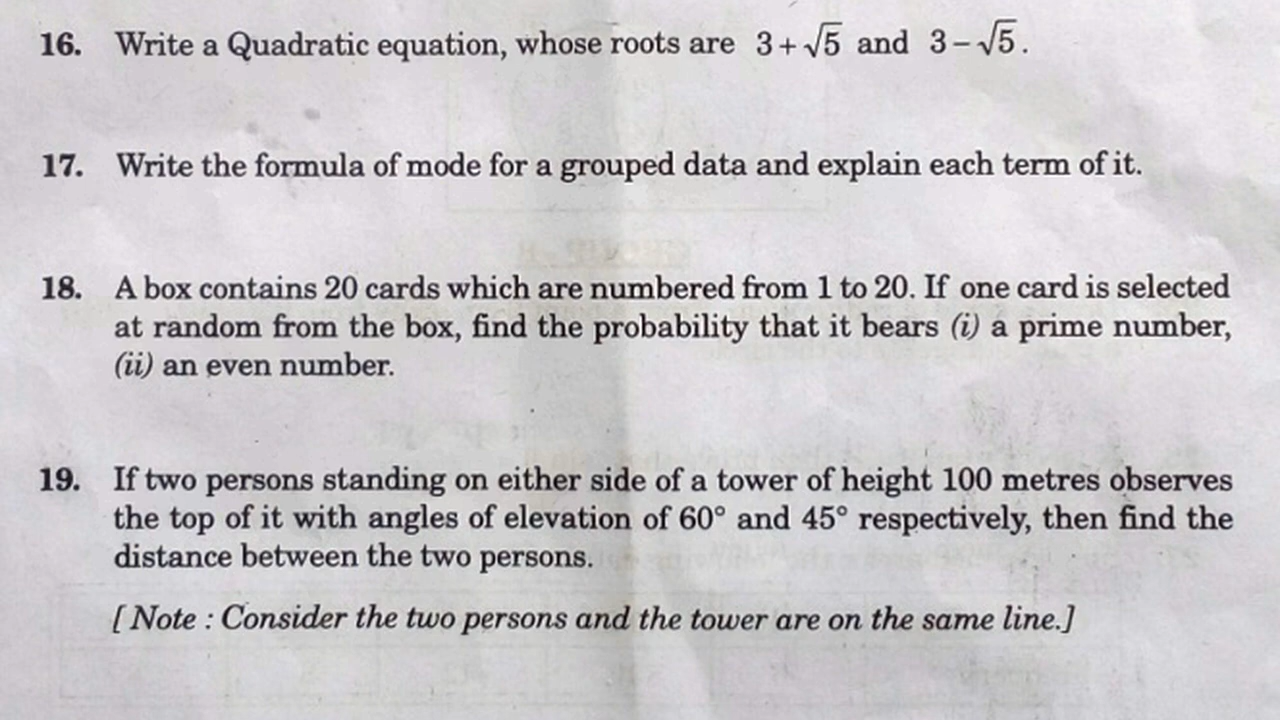 16. Write a Quadratic equation, whose roots are 3 + √5 and 3 – √5.
17. Write the formula of mode for a grouped data and explain each term of it.
18. A box contains 20 cards which are numbered from 1 to 20. If one card is selected
at random from the box, find the probability that it bears (i) a prime number,
(ii) an even number.
19. If two persons standing on either side of a tower of height 100 metres observes
the top of it with angles of elevation of 60° and 45° respectively, then find the
distance between the two persons.
[ Note : Consider the two persons and the tower are on the same line.]